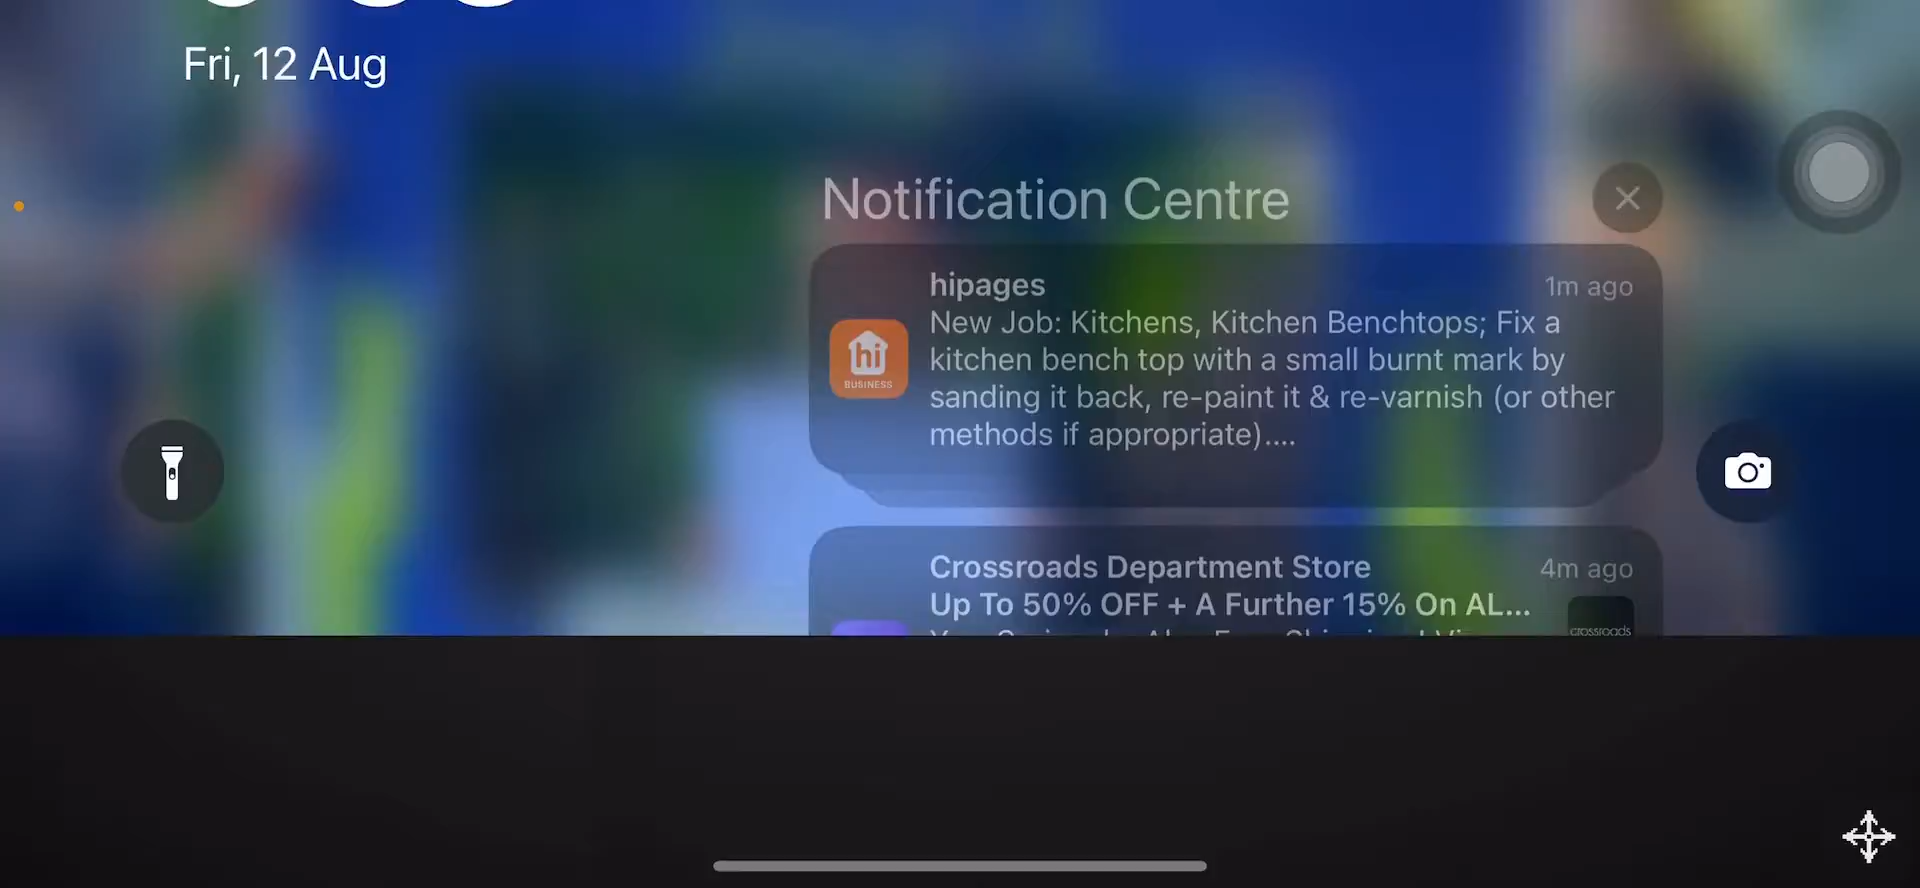 Fri, 12 Aug
Notification Centre
hipages
1m ago
New Job: Kitchens, Kitchen Benchtops; Fix a
kitchen bench top with a small burnt mark by
sanding it back, re-paint it & re-varnish (or other
methods if appropriate)....
hi
BUSINESS
Crossroads Department Store
4m ago
Up To 50% OFF + A Further 15% On AL...
crossroads